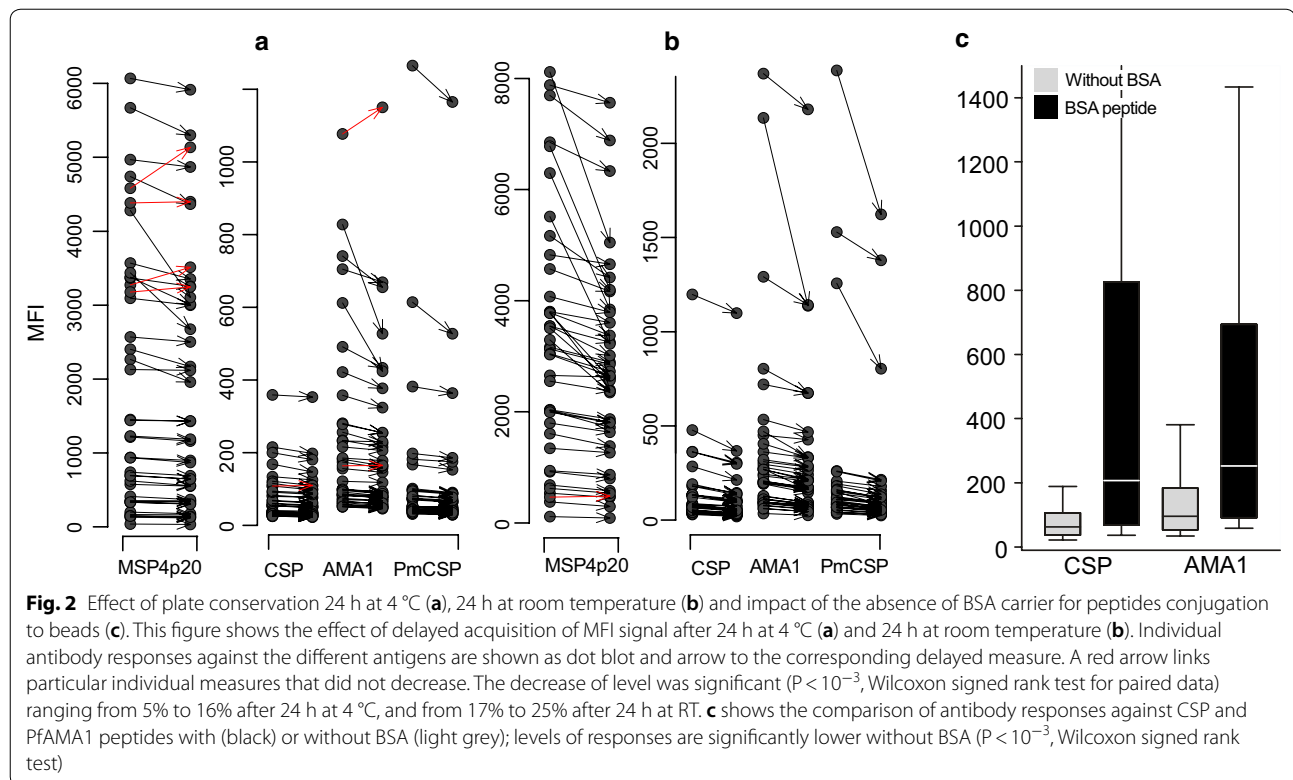 a
b
c
MFI
0
1000
2000
3000
4000
5000
6000
MSP4p20
0
200
400
600
800
1000
CSP AMA1 PmCSP
0
2000
4000
6000
8000
MSP4p20
0
500
1000
1500
2000
CSP AMA1 PmCSP
Without BSA
BSA peptide
1400
1200
1000
800
600
400
200
0
CSP AMA1
Fig. 2 Effect of plate conservation 24 h at 4 °C (a), 24 h at room temperature (b) and impact of the absence of BSA carrier for peptides conjugation
to beads (c). This figure shows the effect of delayed acquisition of MFI signal after 24 h at 4 °C (a) and 24 h at room temperature (b). Individual
antibody responses against the different antigens are shown as dot blot and arrow to the corresponding delayed measure. A red arrow links
particular individual measures that did not decrease. The decrease of level was significant (P < 10⁻³, Wilcoxon signed rank test for paired data)
ranging from 5% to 16% after 24 h at 4 °C, and from 17% to 25% after 24 h at RT. c shows the comparison of antibody responses against CSP and
PfAMA1 peptides with (black) or without BSA (light grey); levels of responses are significantly lower without BSA (P < 10⁻³, Wilcoxon signed rank
test)